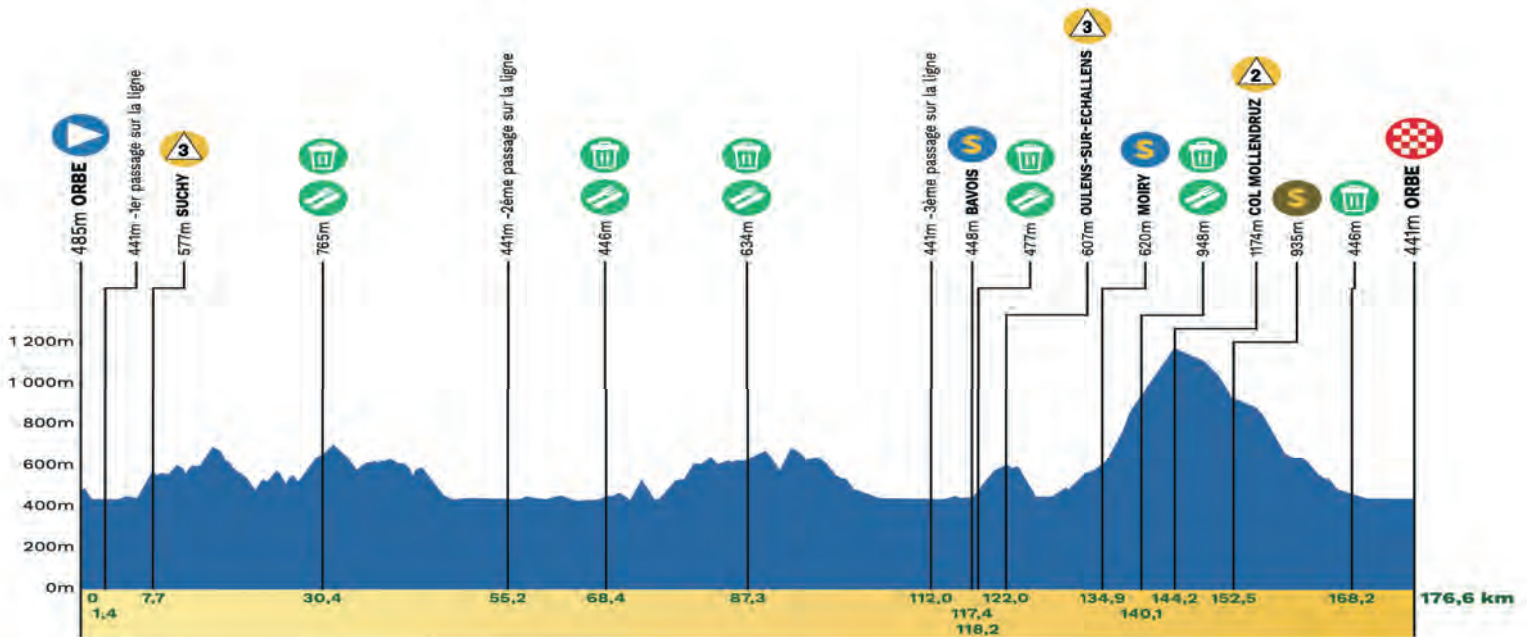 485m ORBE
441m -1er passage sur la ligne
577m SUCHY
3
765m
441m -2ème passage sur la ligne
446m
634m
441m -3ème passage sur la ligne
448m BAVOIS
S
477m
607m OULENS-SUR-ECHALLENS
3
620m MOIRY
S
948m
1174m COL MOLLENDRUZ
2
935m
S
446m
441m ORBE
1 200m
1 000m
800m
600m
400m
200m
0m
0
1,4
7,7
30,4
55,2
68,4
87,3
112,0
117,4
118,2
122,0
134,9
140,1
144,2
152,5
168,2
176,6 km